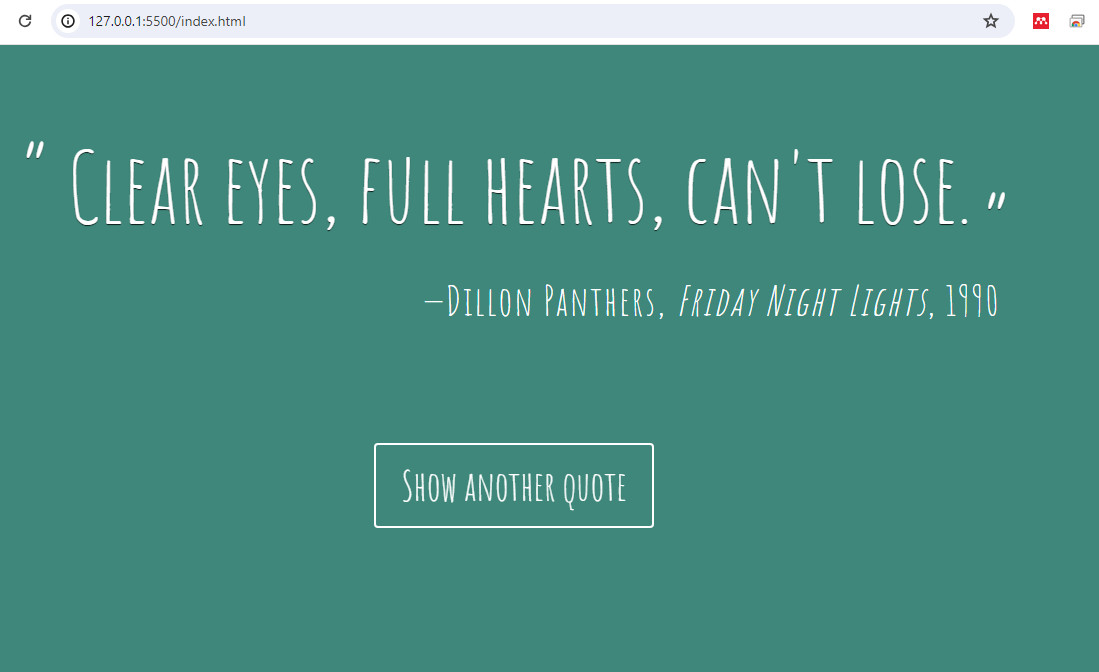 127.0.0.1:5500/index.html
" Clear eyes, full hearts, can't lose. "
—Dillon Panthers, Friday Night Lights, 1990
Show another quote